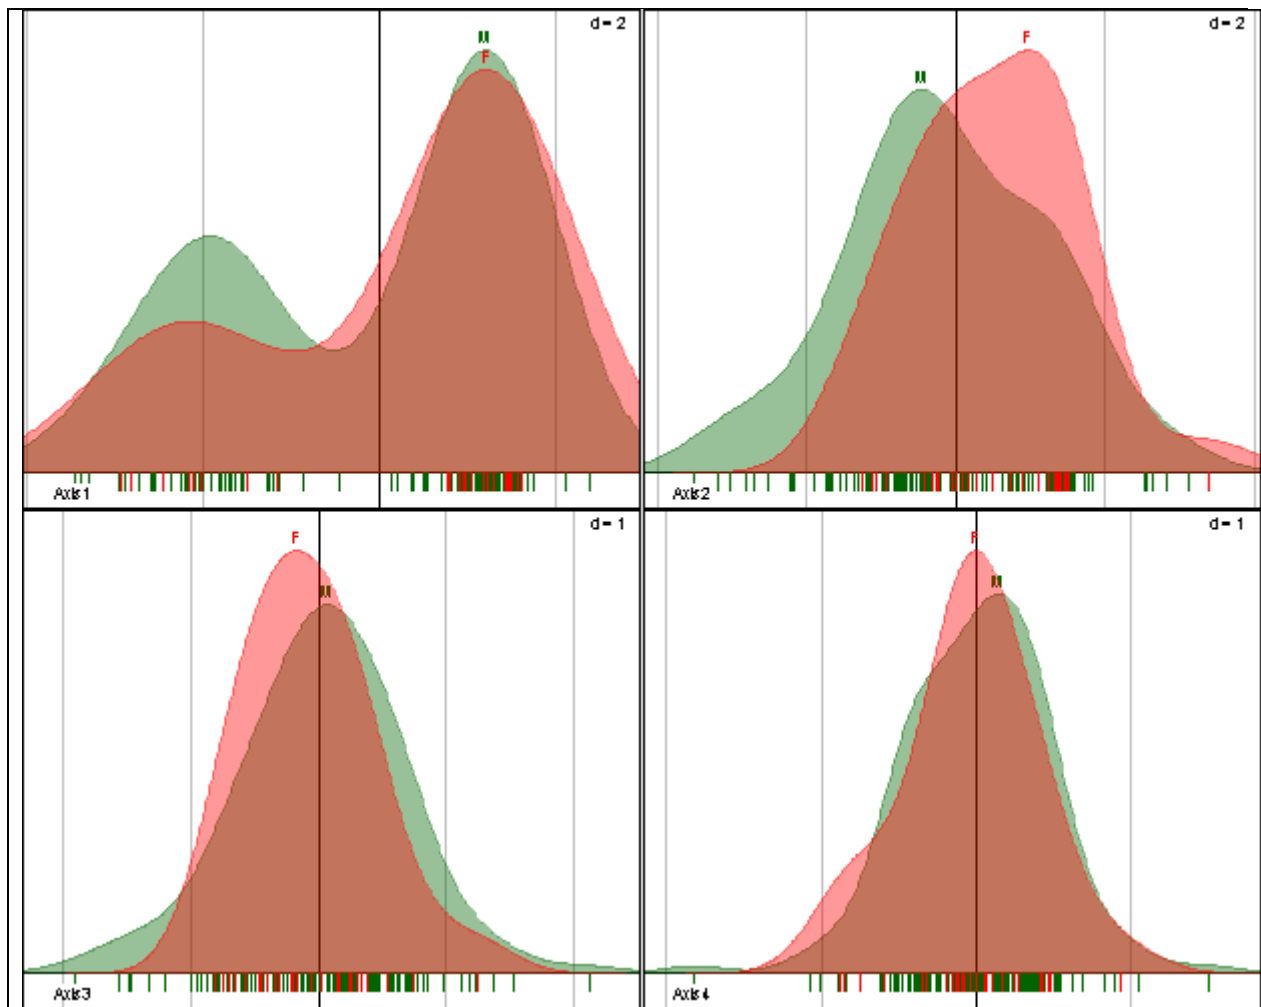 d = 2
M
F
Axis1
d = 2
F
M
Axis2
d = 1
F
M
Axis3
d = 1
F
M
Axis4